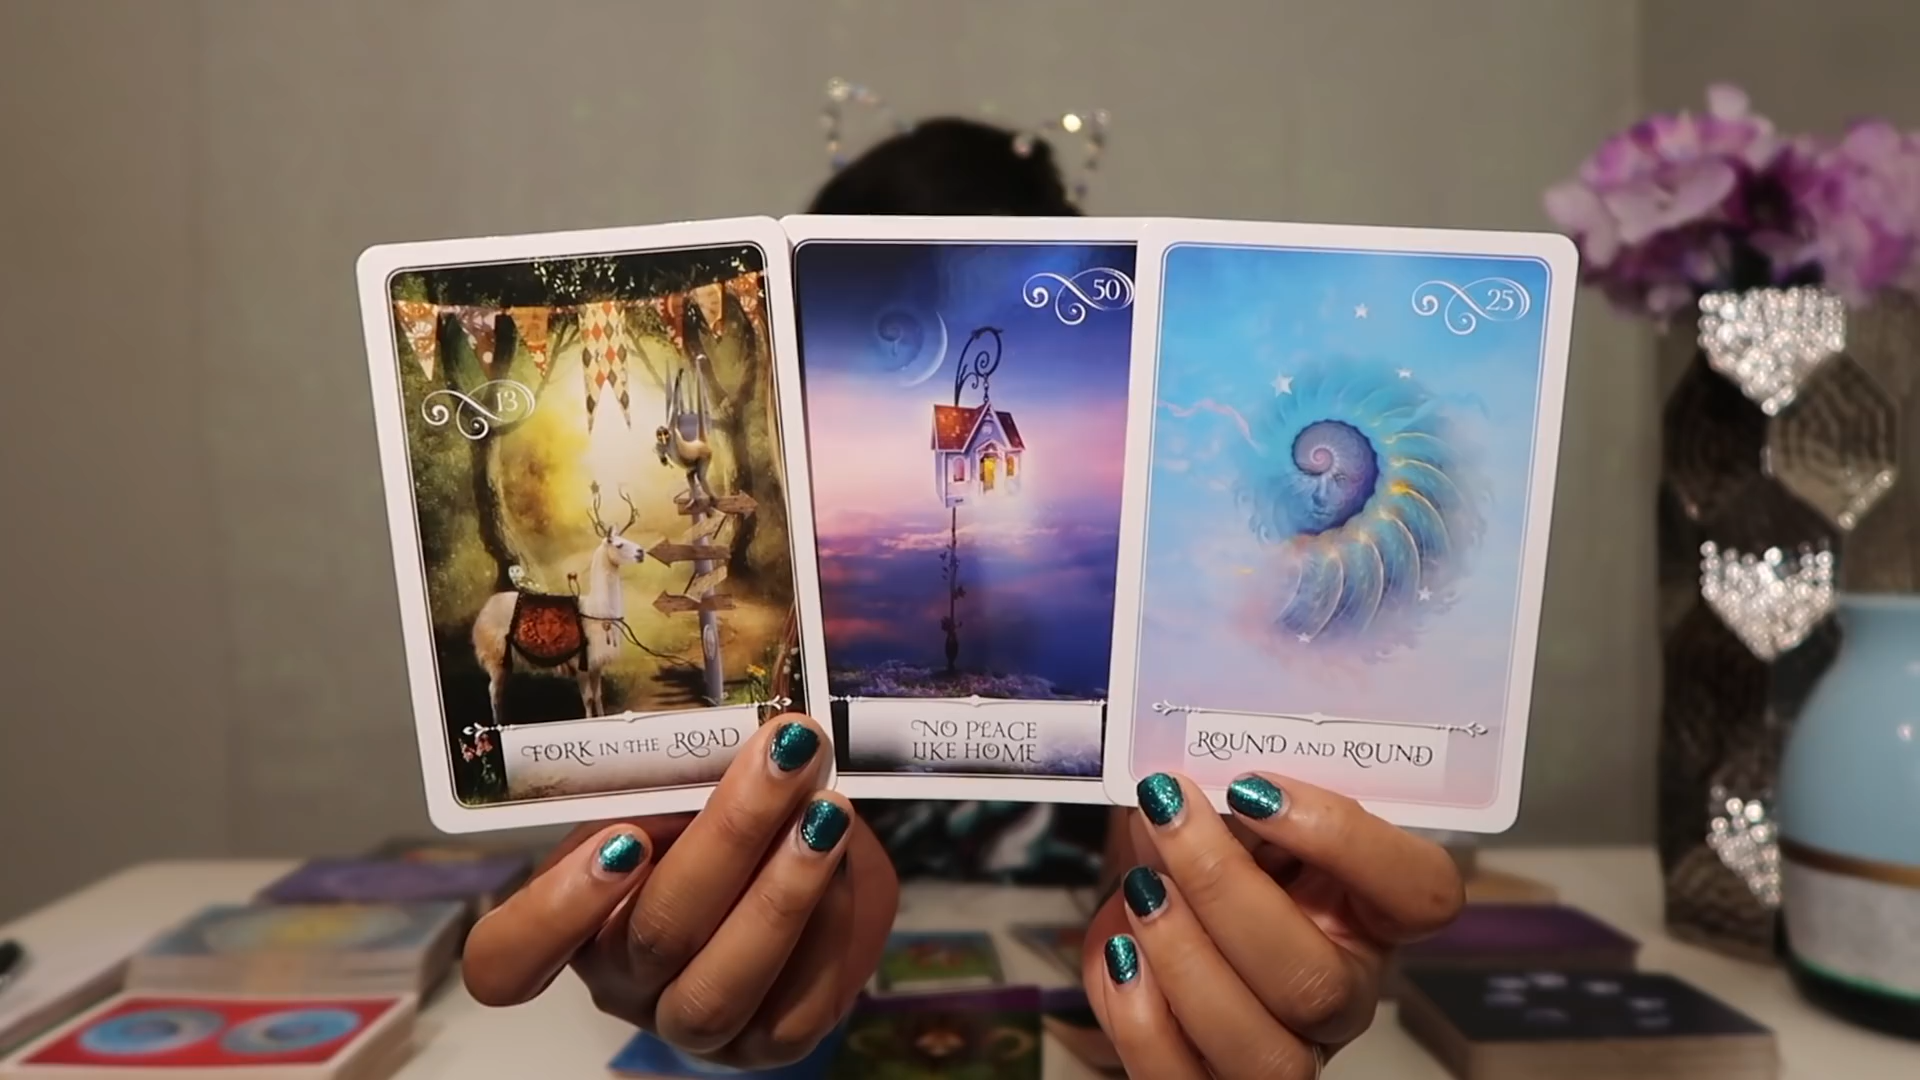 13
FORK IN THE ROAD
50
NO PLACE
LIKE HOME
25
ROUND AND ROUND